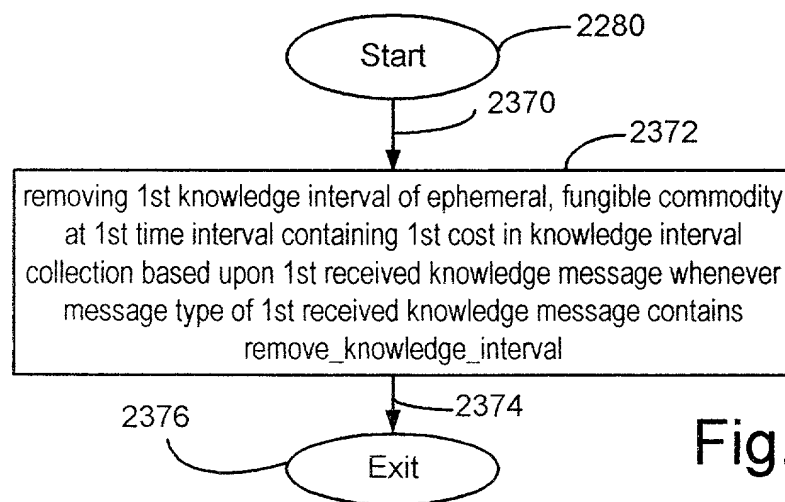 2280
Start
2370
2372
removing 1st knowledge interval of ephemeral, fungible commodity
at 1st time interval containing 1st cost in knowledge interval
collection based upon 1st received knowledge message whenever
message type of 1st received knowledge message contains
remove_knowledge_interval
2374
2376
Exit
Fig.